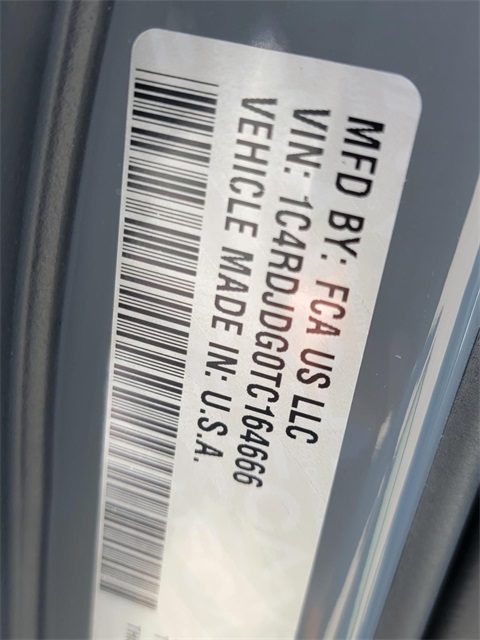 MFD BY: FCA US LLC
VIN: 1C4RDJDG0TC164666
VEHICLE MADE IN: U.S.A.